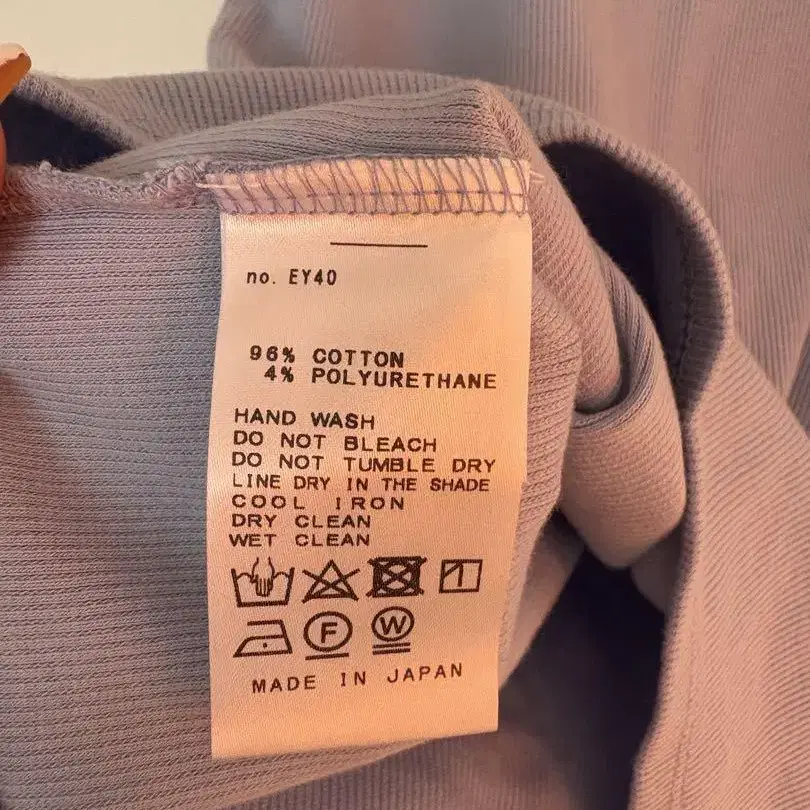 no. EY40
96% COTTON
4% POLYURETHANE
HAND WASH
DO NOT BLEACH
DO NOT TUMBLE DRY
LINE DRY IN THE SHADE
COOL IRON
DRY CLEAN
WET CLEAN
F W
MADE IN JAPAN